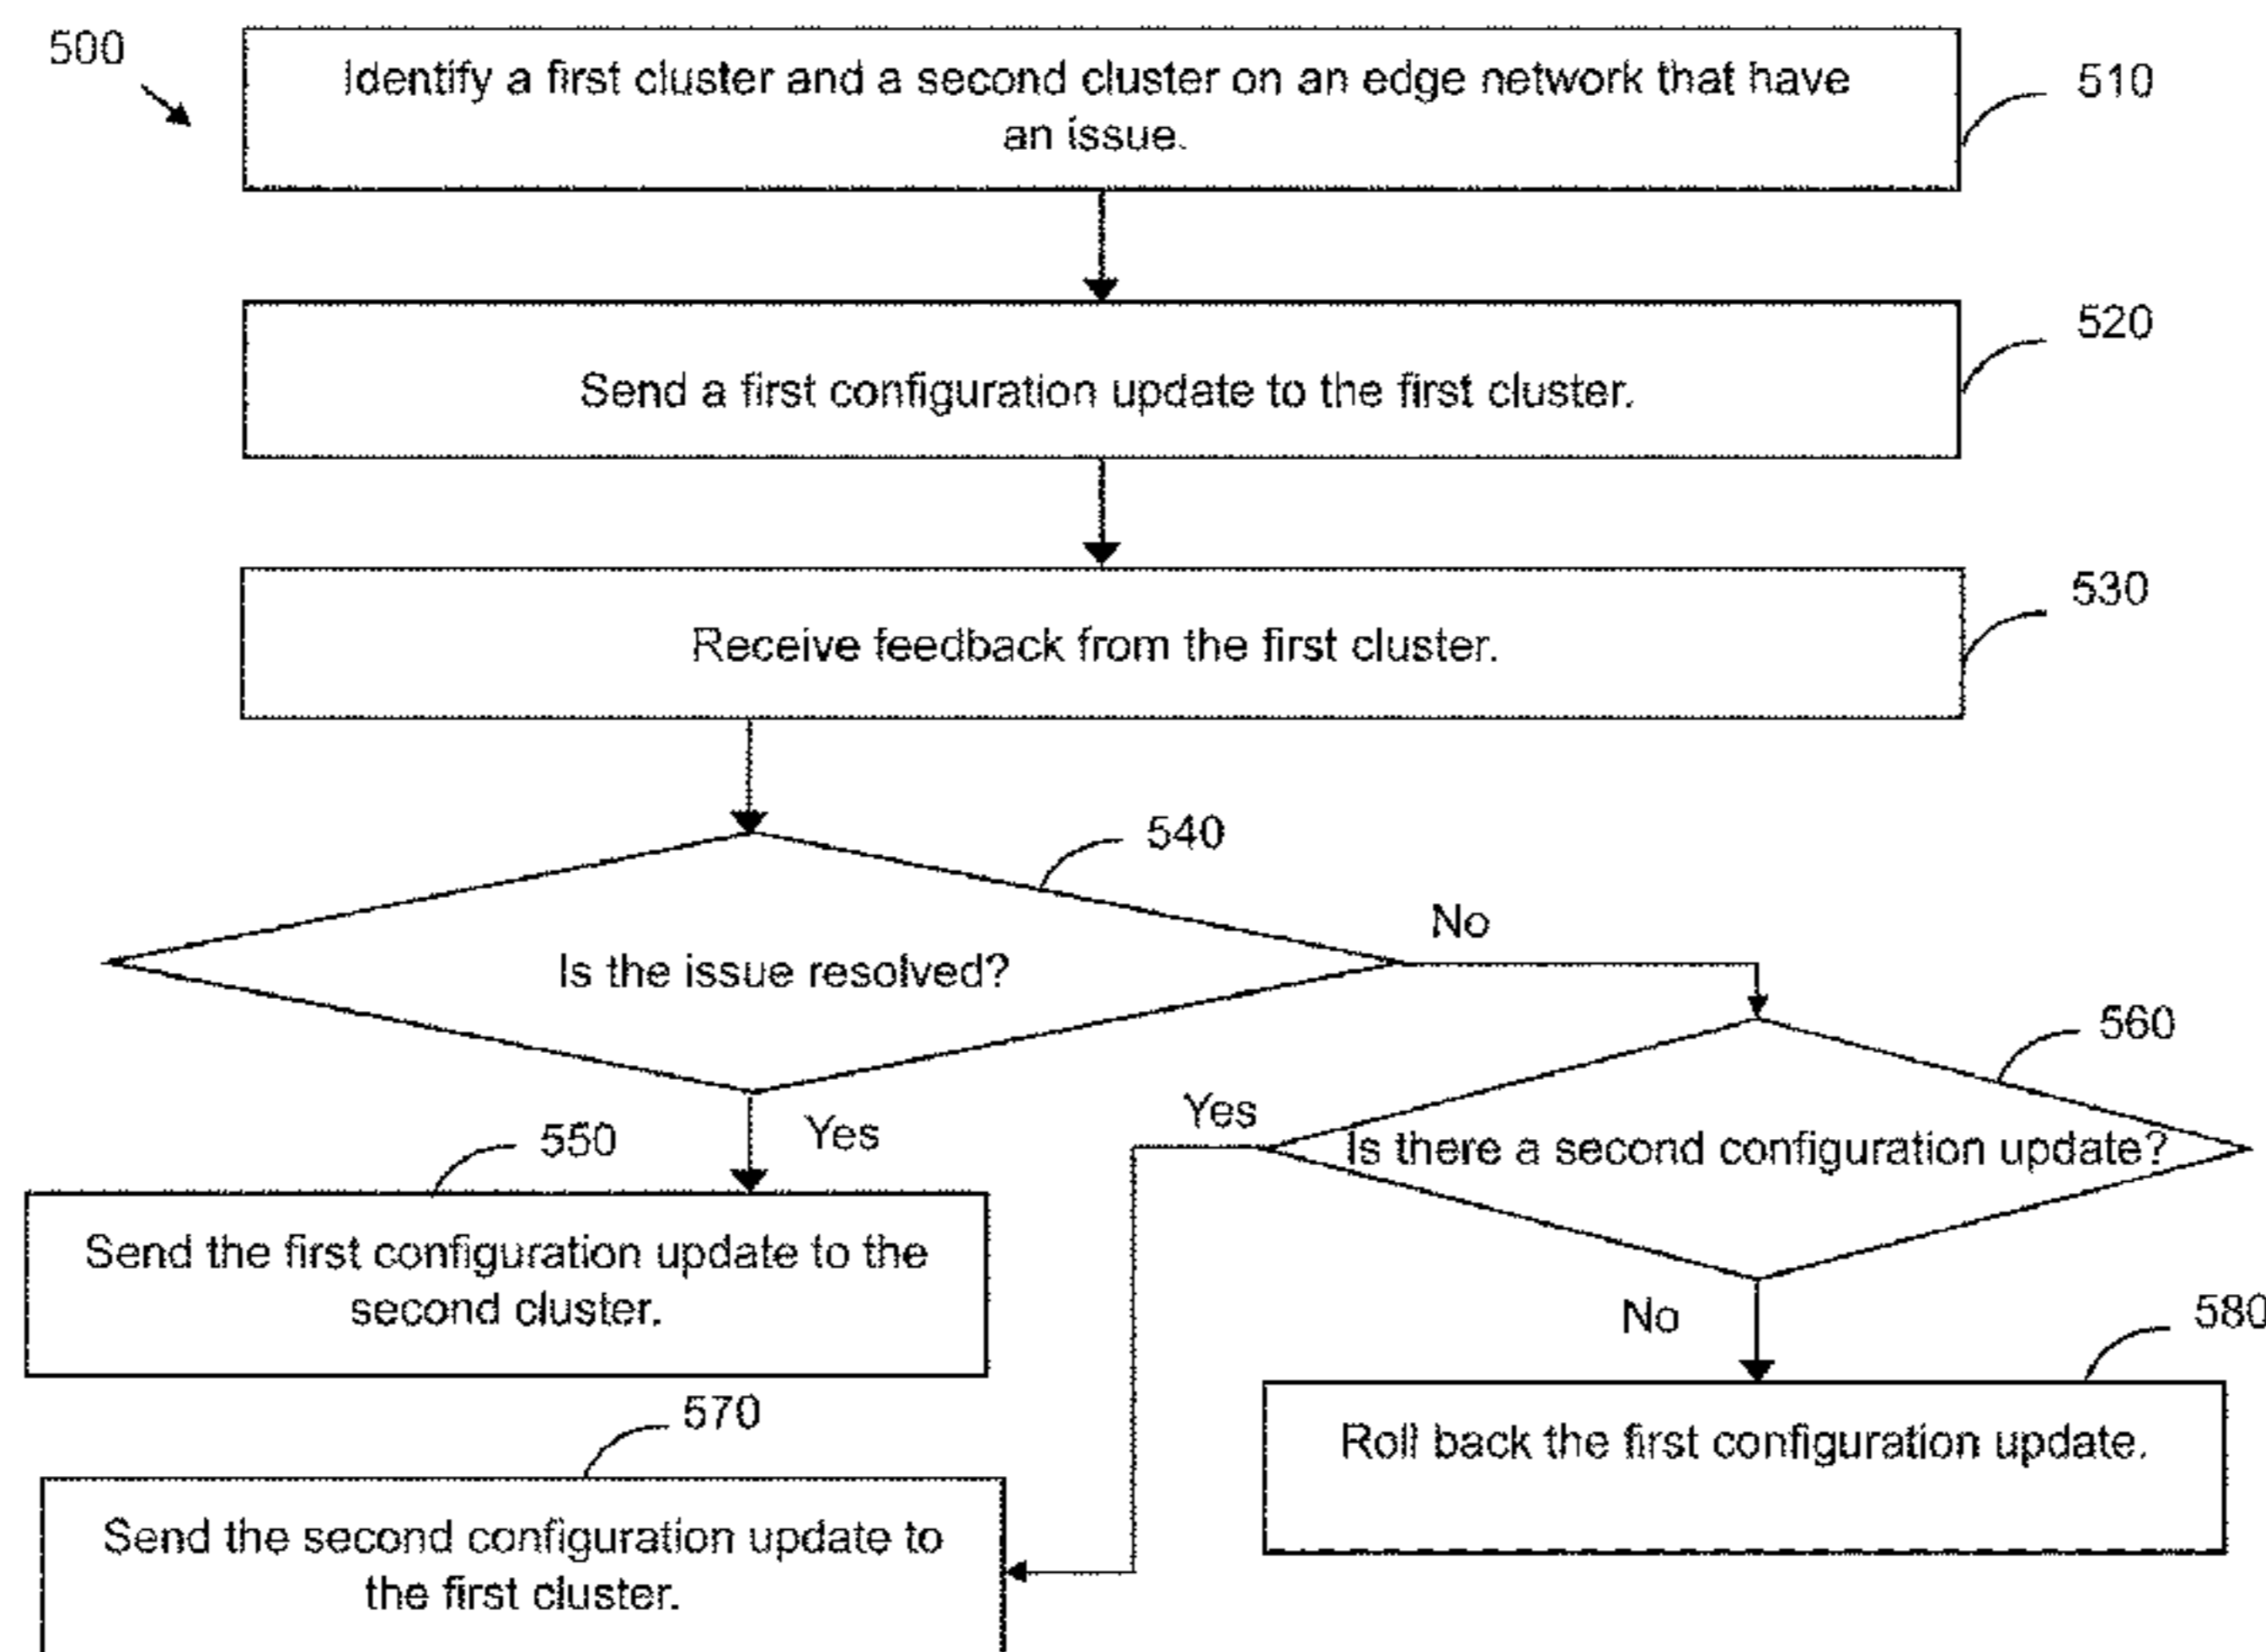 500
Identify a first cluster and a second cluster on an edge network that have
an issue.
510
Send a first configuration update to the first cluster.
520
Receive feedback from the first cluster.
530
540
Is the issue resolved?
No
560
Is there a second configuration update?
Yes
Yes
550
Send the first configuration update to the
second cluster.
No
580
Roll back the first configuration update.
570
Send the second configuration update to
the first cluster.